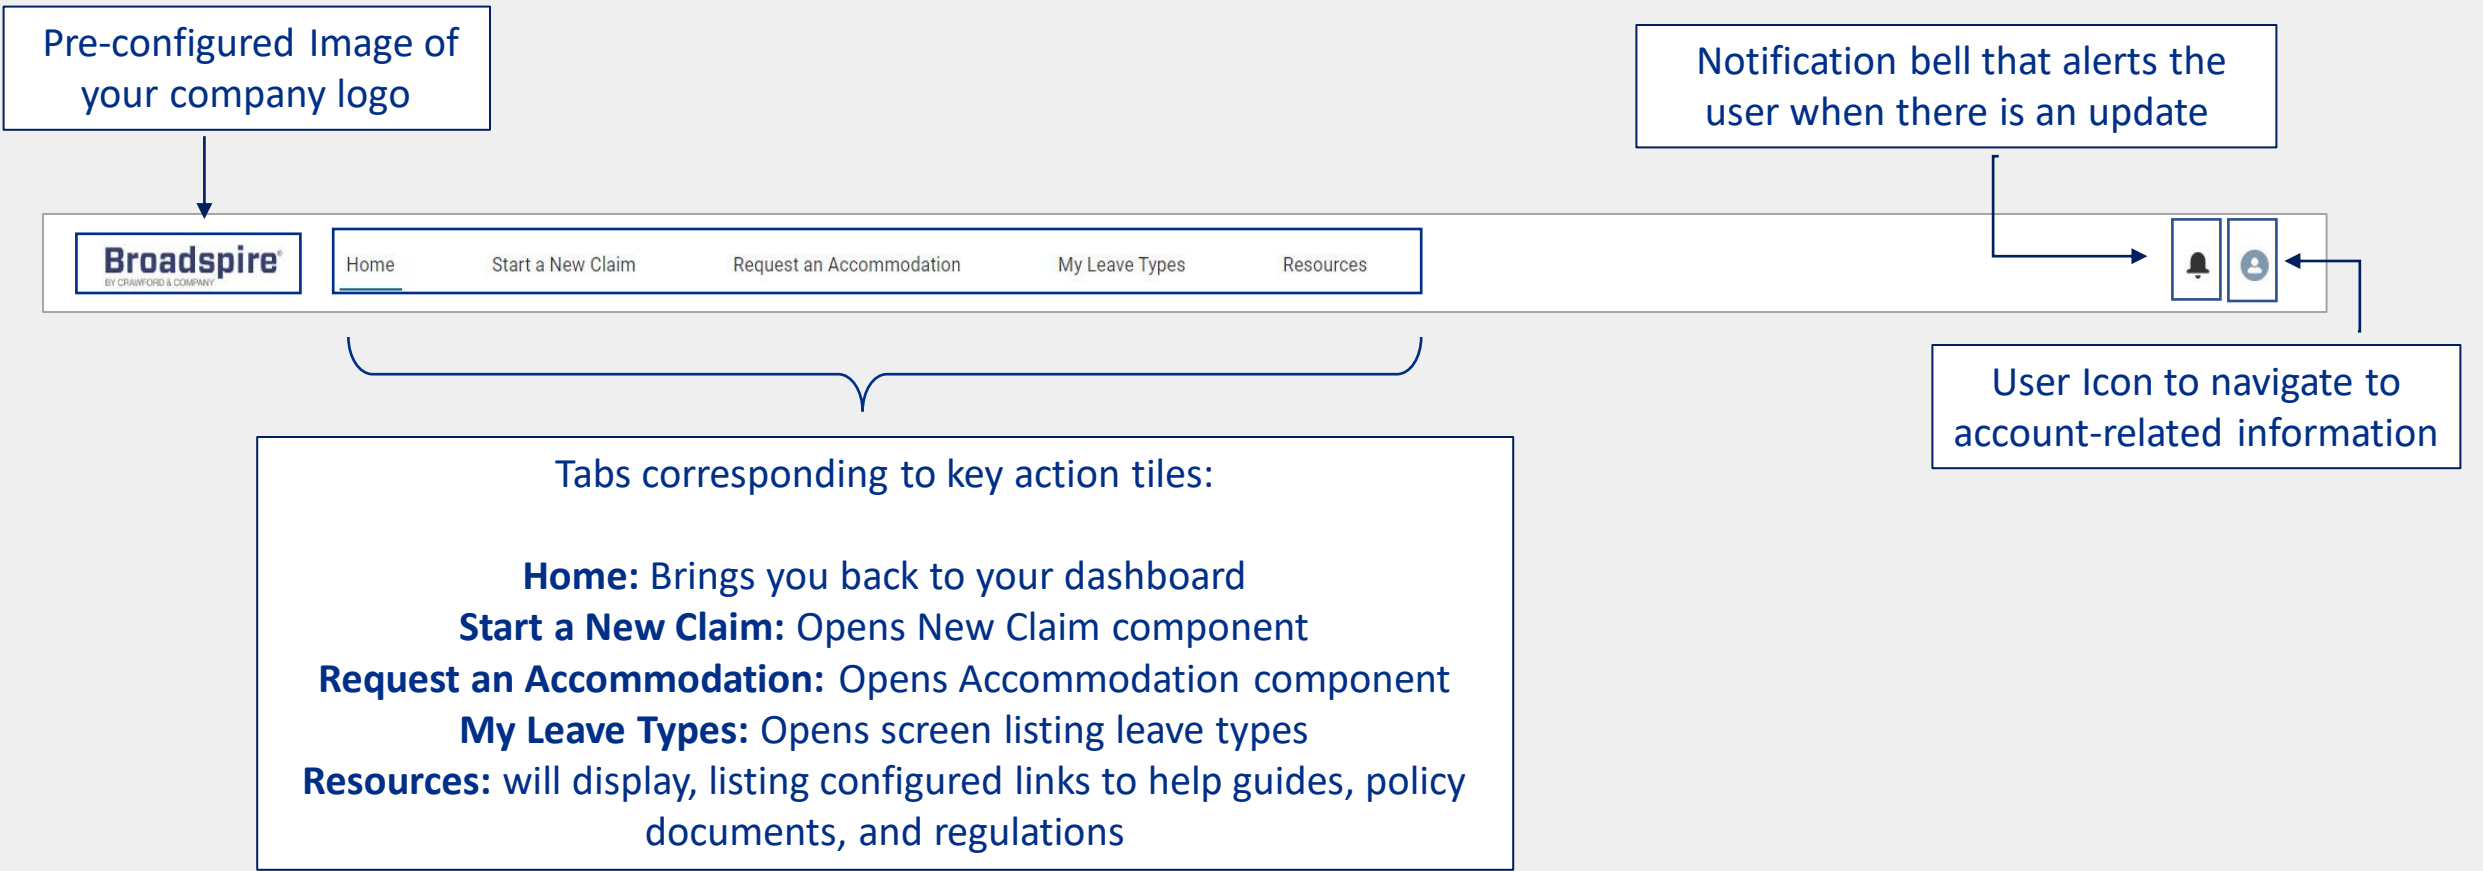 Pre-configured Image of
your company logo
Notification bell that alerts the
user when there is an update
Broadspire®
BY CRAWFORD & COMPANY
Home
Start a New Claim
Request an Accommodation
My Leave Types
Resources
User Icon to navigate to
account-related information
Tabs corresponding to key action tiles:
Home: Brings you back to your dashboard
Start a New Claim: Opens New Claim component
Request an Accommodation: Opens Accommodation component
My Leave Types: Opens screen listing leave types
Resources: will display, listing configured links to help guides, policy
documents, and regulations